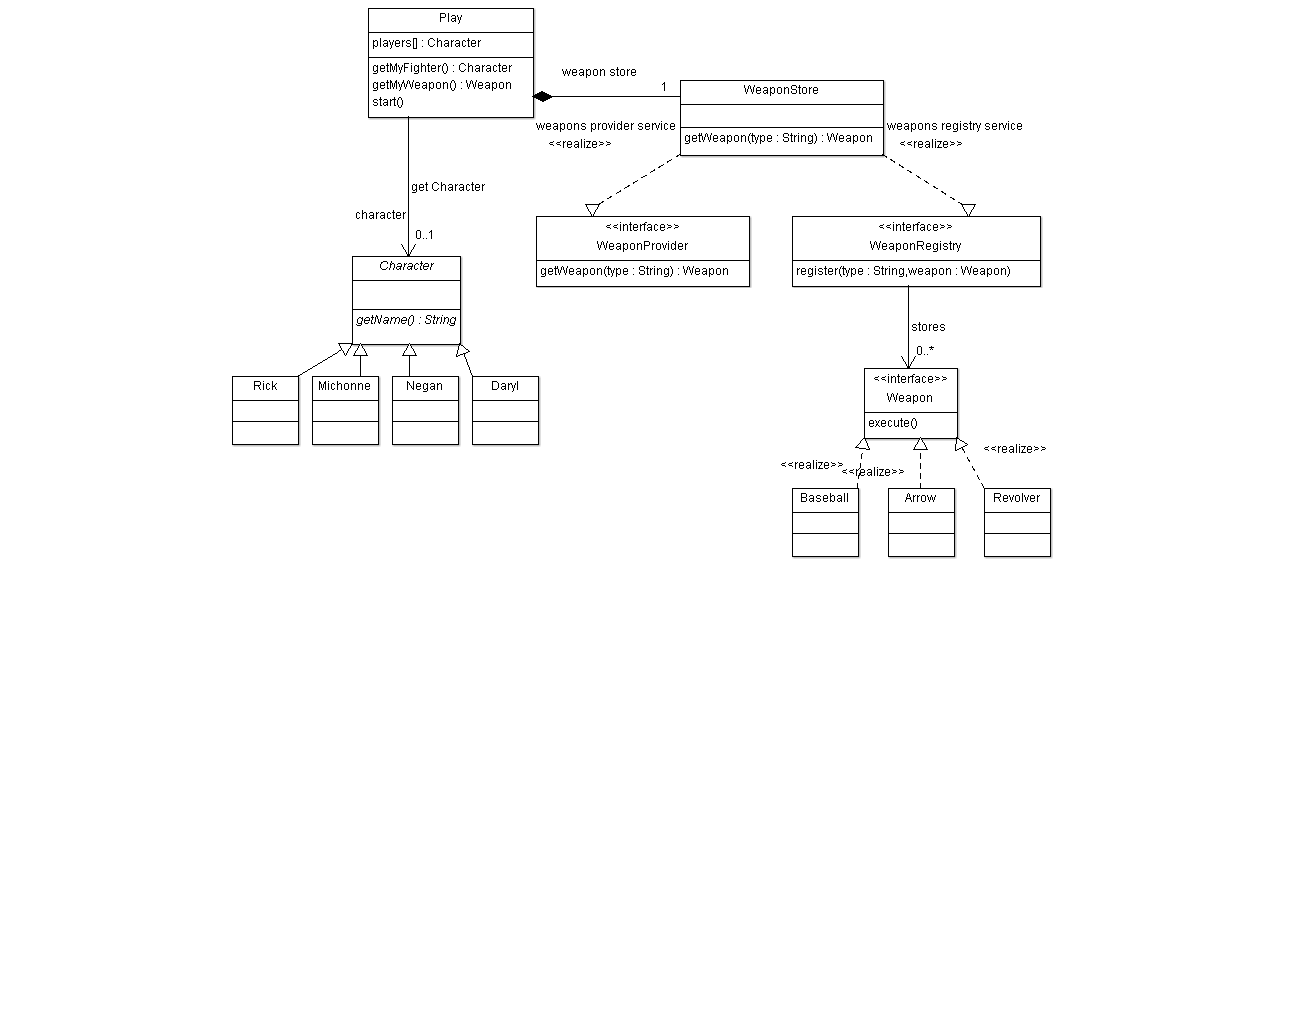 Play
players[] : Character
getMyFighter() : Character
getMyWeapon() : Weapon
start()
weapon store
1
WeaponStore
getWeapon(type : String) : Weapon
weapons provider service
<<realize>>
weapons registry service
<<realize>>
get Character
character
0..1
<<interface>>
WeaponProvider
getWeapon(type : String) : Weapon
<<interface>>
WeaponRegistry
register(type : String,weapon : Weapon)
Character
getName() : String
stores
0..*
Rick
Michonne
Negan
Daryl
<<interface>>
Weapon
execute()
<<realize>>
<<realize>>
<<realize>>
Baseball
Arrow
Revolver